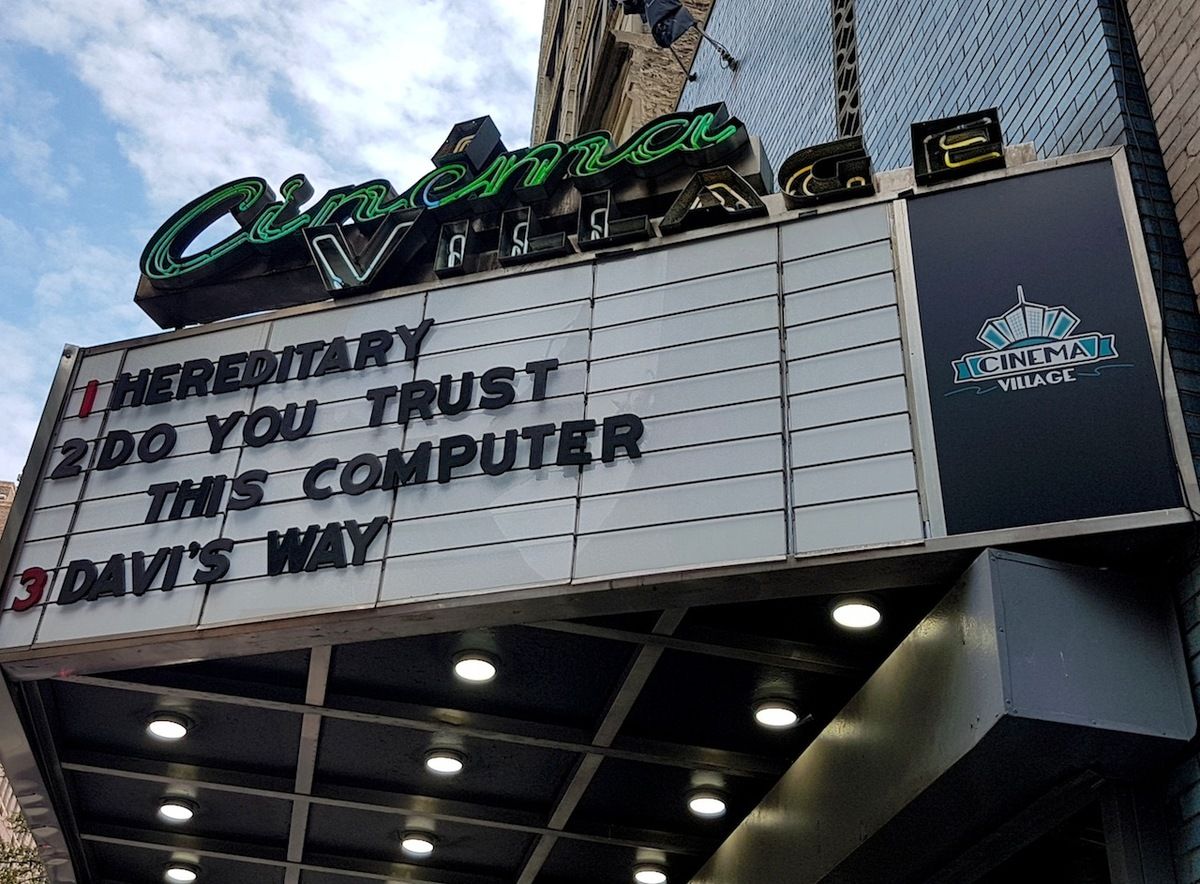 Cinema
VILLAGE
1 HEREDITARY
2 DO YOU TRUST
THIS COMPUTER
3 DAVI'S WAY
CINEMA
VILLAGE